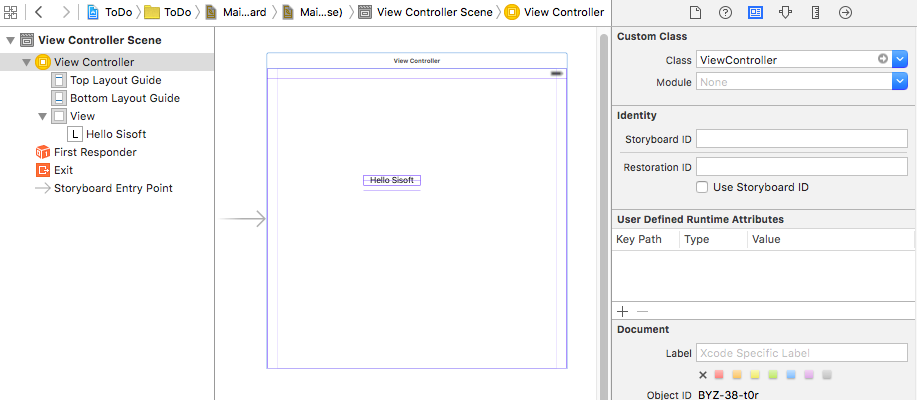 ToDo ToDo Mai...ard Mai...se) View Controller Scene View Controller
View Controller Scene
View Controller
Top Layout Guide
Bottom Layout Guide
View
L Hello Sisoft
First Responder
Exit
Storyboard Entry Point
View Controller
Hello Sisoft
Custom Class
Class ViewController
Module None
Identity
Storyboard ID
Restoration ID
Use Storyboard ID
User Defined Runtime Attributes
Key Path Type Value
Document
Label Xcode Specific Label
Object ID BYZ-38-t0r